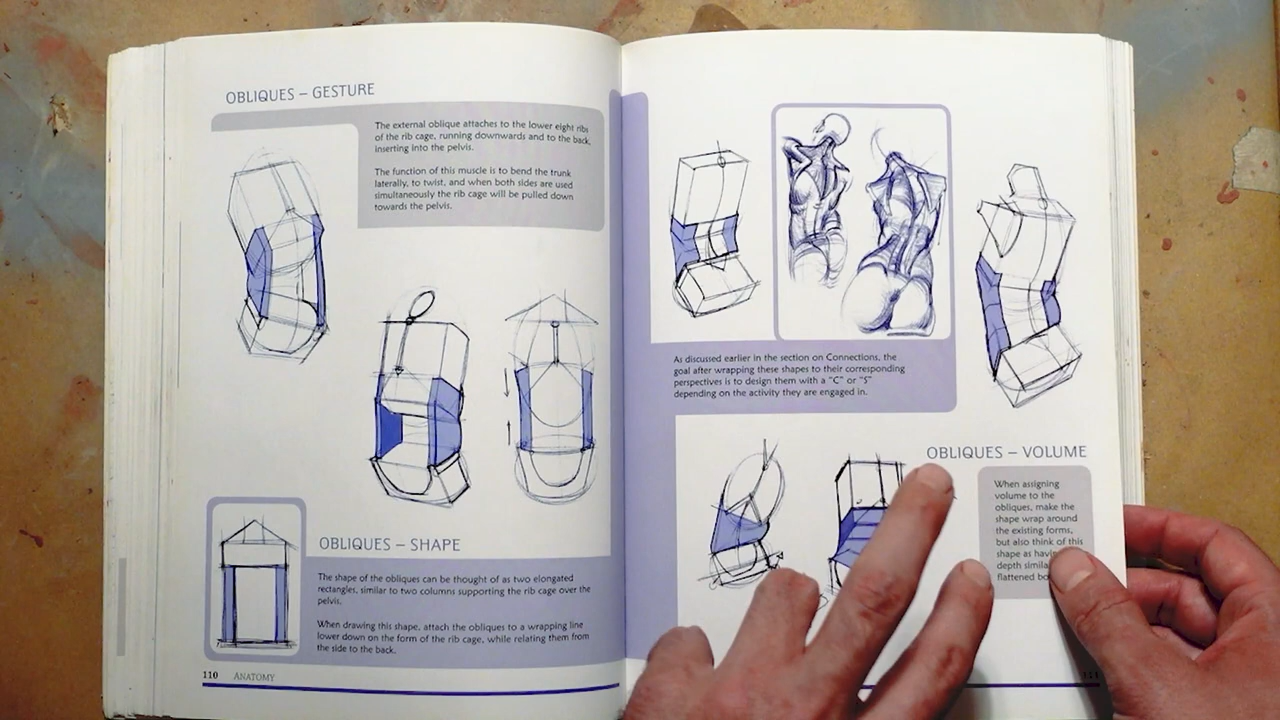 OBLIQUES – GESTURE
The external oblique attaches to the lower eight ribs
of the rib cage, running downwards and to the back,
inserting into the pelvis.
The function of this muscle is to bend the trunk
laterally, to twist, and when both sides are used
simultaneously the rib cage will be pulled down
towards the pelvis.
OBLIQUES – SHAPE
The shape of the obliques can be thought of as two elongated
rectangles, similar to two columns supporting the rib cage over the
pelvis.
When drawing this shape, attach the obliques to a wrapping line
lower down on the form of the rib cage, while relating them from
the side to the back.
110 ANATOMY
As discussed earlier in the section on Connections, the
goal after wrapping these shapes to their corresponding
perspectives is to design them with a "C" or "S"
depending on the activity they are engaged in.
OBLIQUES – VOLUME
When assigning
volume to the
obliques, make the
shape wrap around
the existing forms,
but also think of this
shape as
depth
flattened